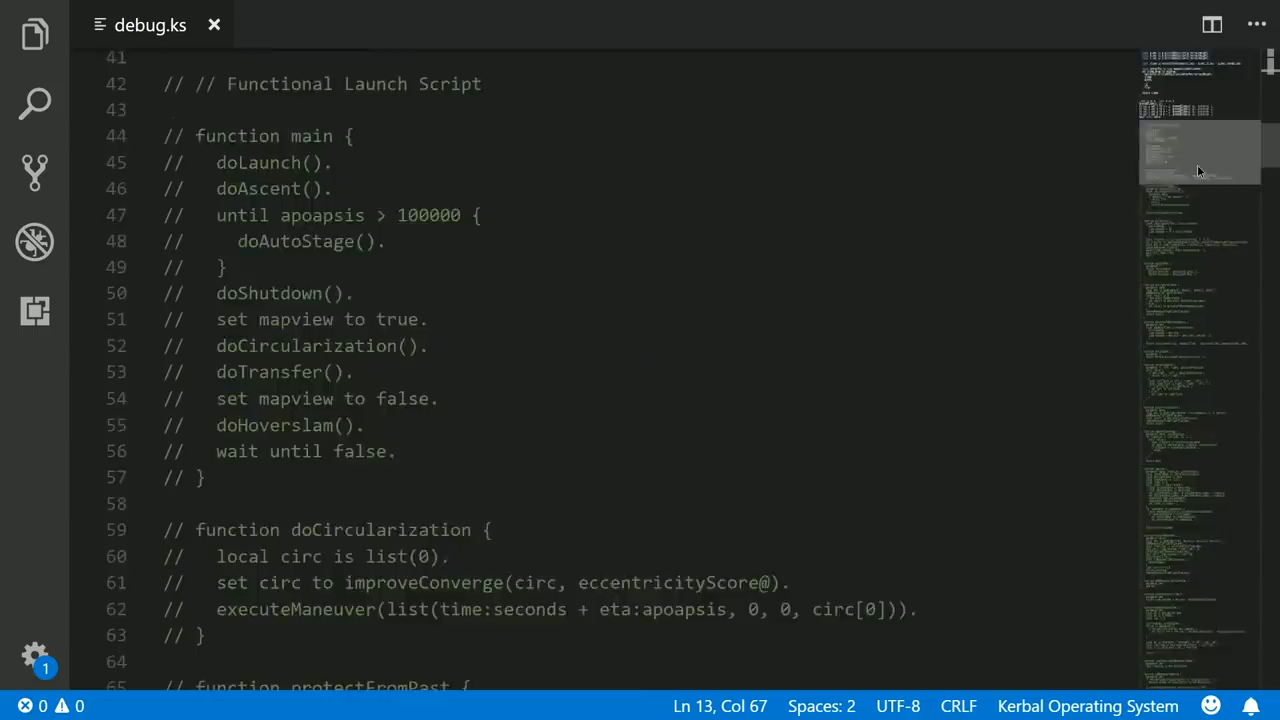 debug.ks
41
42 // // Functional Launch Script
43
44 // function main {
45 // doLaunch().
46 // doAscent().
47 // until apoapsis > 100000 {
48 // doAutoStage().
49 // }
50 // doShutdown().
51 // set mapview to true.
52 // doCircularization().
53 // doTransfer().
54 // set mapview to false.
55 // doHoverslam().
56 // wait until false.
57 // }
58
59 // function doCircularization {
60 // local circ is list(0).
61 // set circ to improveConverge(circ, eccentricityScore@).
62 // executeManeuver(list(time:seconds + eta:apoapsis, 0, 0, circ[0])).
63 // }
64
65 // function protectFromPast
1
0 0 Ln 13, Col 67 Spaces: 2 UTF-8 CRLF Kerbal Operating System